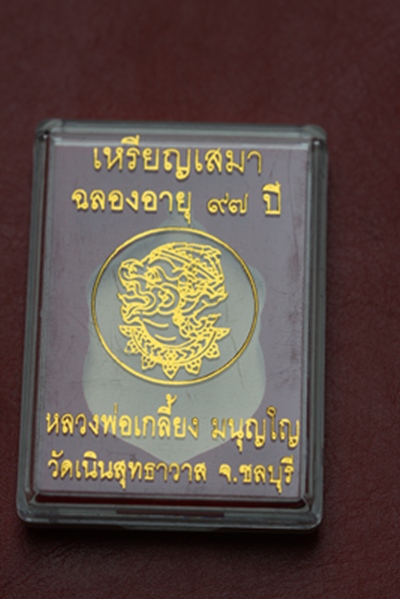 เหรียญเสมา
ฉลองอายุ ๙๗ ปี
หลวงพ่อเกลี้ยง มนุญโญ
วัดเนินสุทธาวาส จ.ชลบุรี